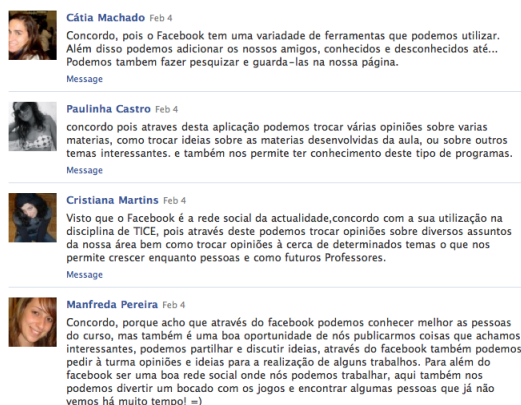 Cátia Machado Feb 4
Concordo, pois o Facebook tem uma variadade de ferramentas que podemos utilizar.
Além disso podemos adicionar os nossos amigos, conhecidos e desconhecidos até...
Podemos tambem fazer pesquizar e guarda-las na nossa página.
Message
Paulinha Castro Feb 4
concordo pois atraves desta aplicação podemos trocar várias opiniões sobre varias
materias, como trocar ideias sobre as materias desenvolvidas da aula, ou sobre outros
temas interessantes. e também nos permite ter conhecimento deste tipo de programas.
Message
Cristiana Martins Feb 4
Visto que o Facebook é a rede social da actualidade,concordo com a sua utilização na
disciplina de TICE, pois através deste podemos trocar opiniões sobre diversos assuntos
da nossa área bem como trocar opiniões à cerca de determinados temas o que nos
permite crescer enquanto pessoas e como futuros Professores.
Message
Manfreda Pereira Feb 4
Concordo, porque acho que através do facebook podemos conhecer melhor as pessoas
do curso, mas também é uma boa oportunidade de nós publicarmos coisas que achamos
interessantes, podemos partilhar e discutir ideias, através do facebook também podemos
pedir à turma opiniões e ideias para a realização de alguns trabalhos. Para além do
facebook ser uma boa rede social onde nós podemos trabalhar, aqui também nos
podemos divertir um bocado com os jogos e encontrar algumas pessoas que já não
vemos há muito tempo! =)